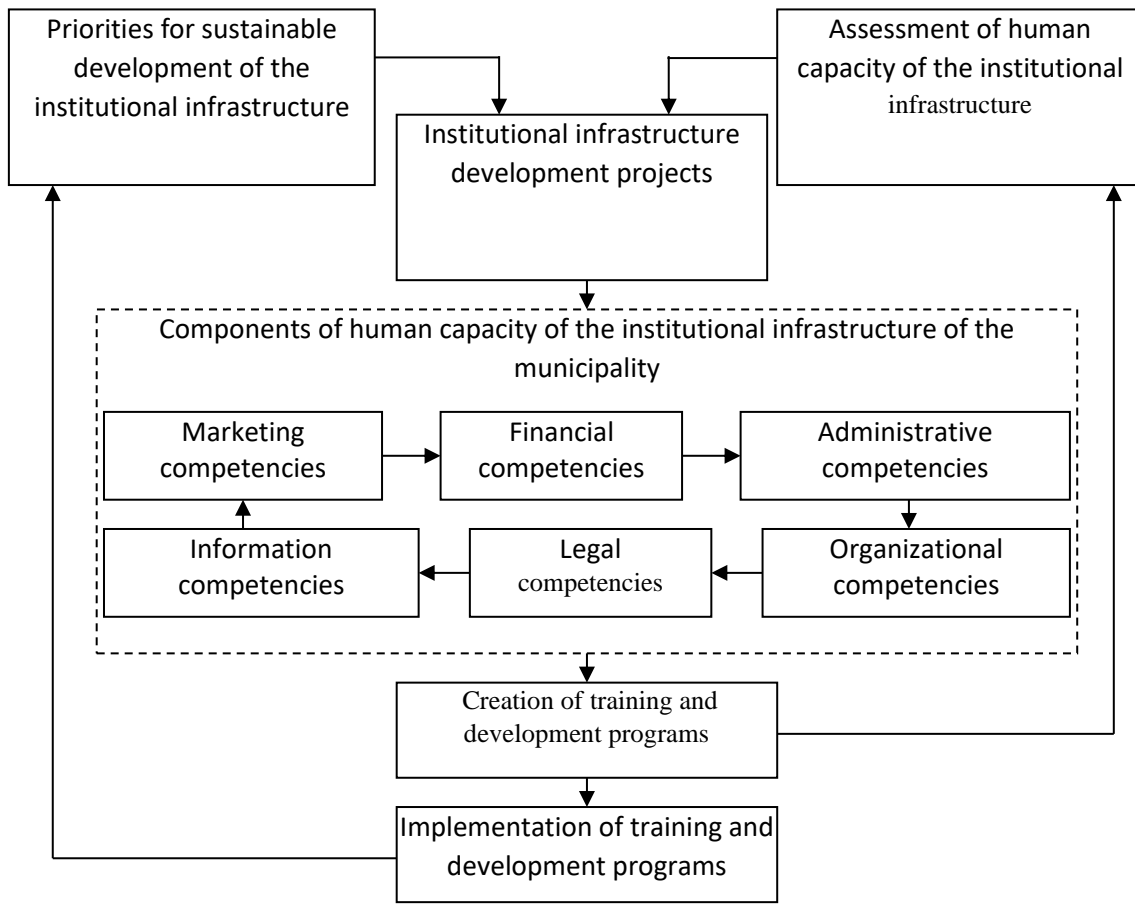 Priorities for sustainable
development of the
institutional infrastructure
Assessment of human
capacity of the institutional
infrastructure
Institutional infrastructure
development projects
Components of human capacity of the institutional infrastructure of the
municipality
Marketing
competencies
Financial
competencies
Administrative
competencies
Information
competencies
Legal
competencies
Organizational
competencies
Creation of training and
development programs
Implementation of training and
development programs